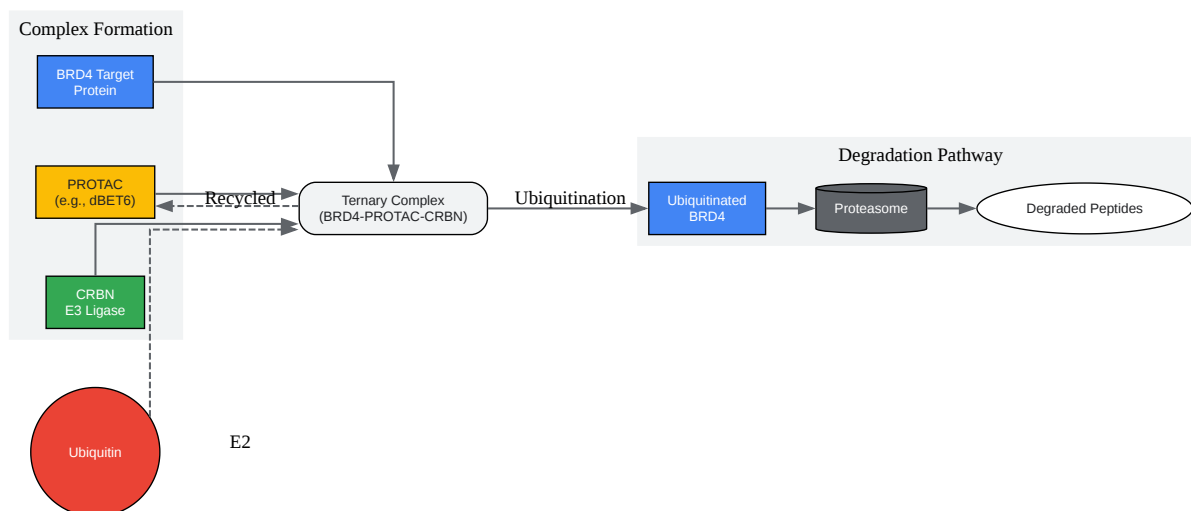 Complex Formation
BRD4 Target
Protein
PROTAC
(e.g., dBET6)
Recycled
CRBN
E3 Ligase
Ubiquitin
E2
Ternary Complex
(BRD4-PROTAC-CRBN)
Ubiquitination
Degradation Pathway
Ubiquitinated
BRD4
Proteasome
Degraded Peptides